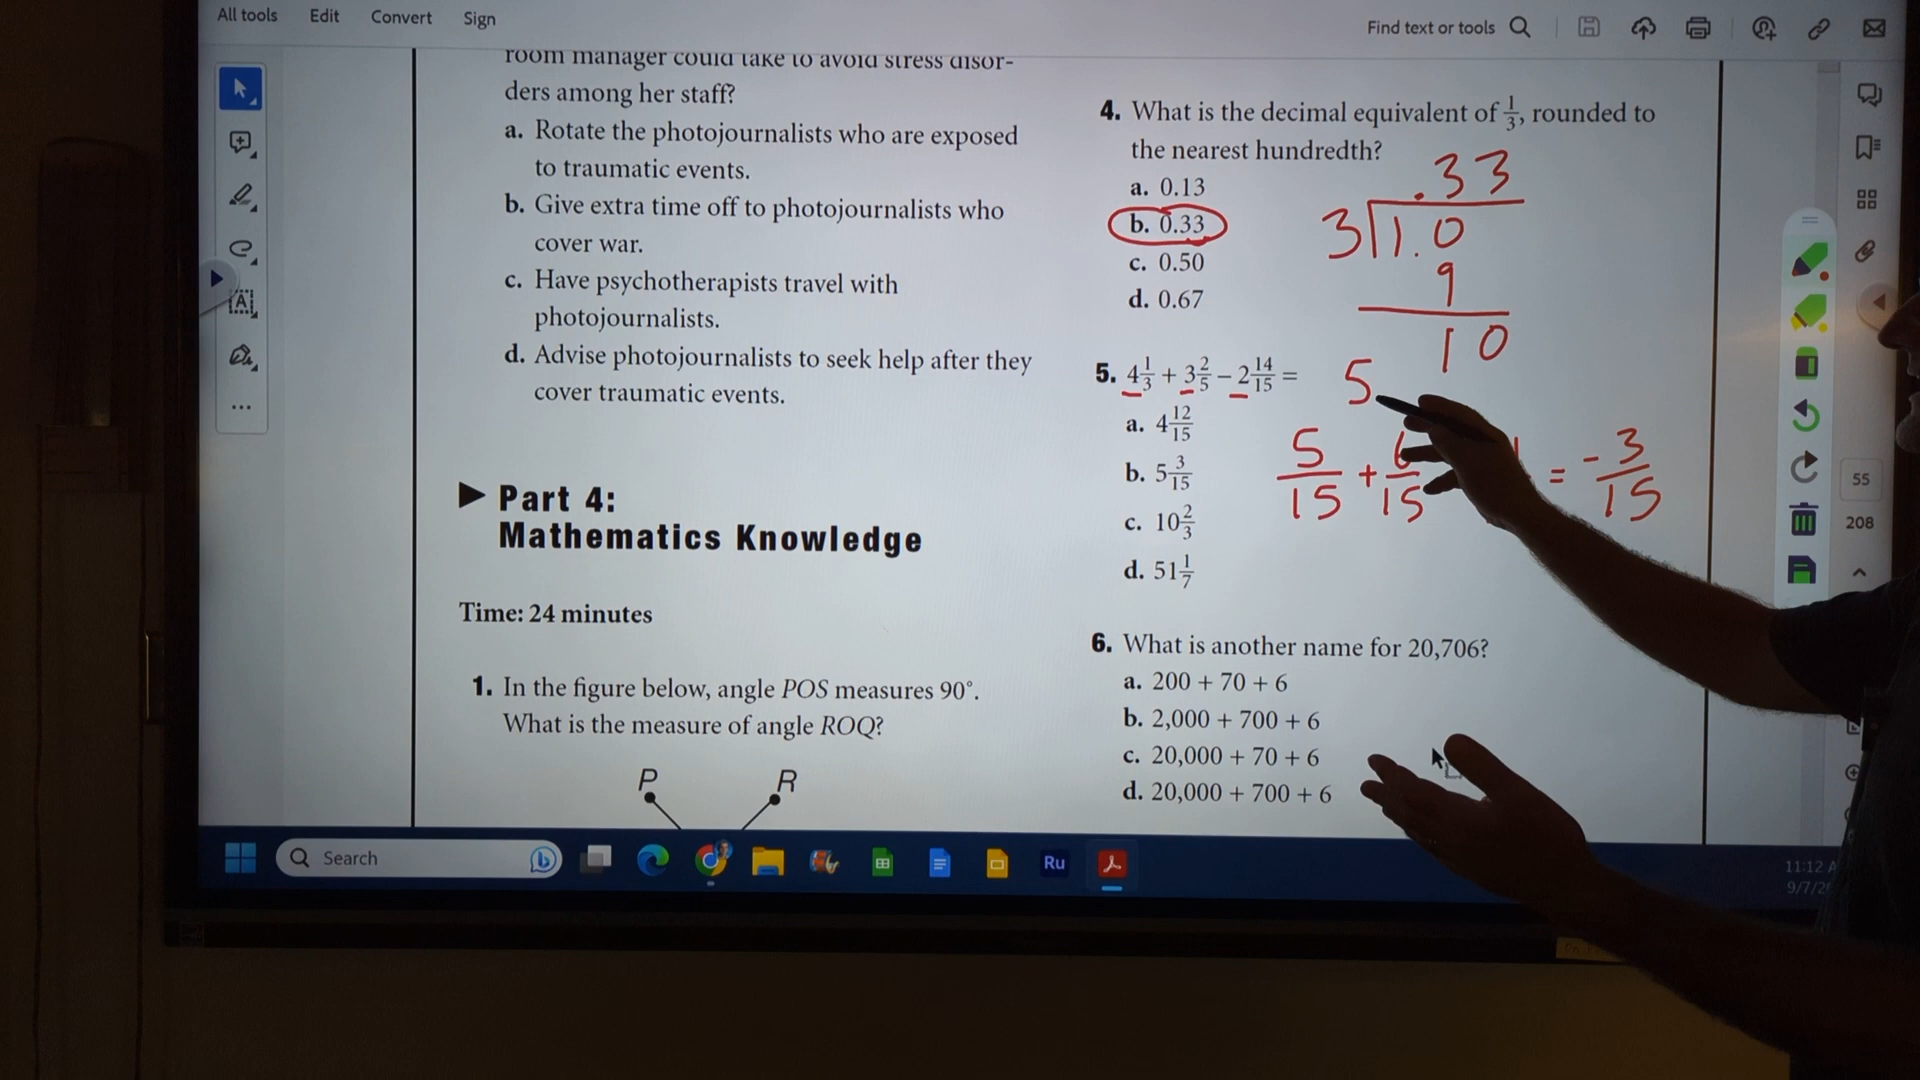 All tools Edit Convert Sign
Find text or tools
room manager could take to avoid stress disor-
ders among her staff?
a. Rotate the photojournalists who are exposed
to traumatic events.
b. Give extra time off to photojournalists who
cover war.
c. Have psychotherapists travel with
photojournalists.
d. Advise photojournalists to seek help after they
cover traumatic events.
Part 4:
Mathematics Knowledge
Time: 24 minutes
1. In the figure below, angle POS measures 90°.
What is the measure of angle ROQ?
P R
4. What is the decimal equivalent of 1/3, rounded to
the nearest hundredth?
a. 0.13
b. 0.33
c. 0.50
d. 0.67
.33
3 1.0
9
10
5. 4 1/3 + 3 2/5 − 2 14/15 =
5
a. 4 12/15
b. 5 3/15
c. 10 2/3
d. 51 1/7
5/15 + 6/15 = -3/15
6. What is another name for 20,706?
a. 200 + 70 + 6
b. 2,000 + 700 + 6
c. 20,000 + 70 + 6
d. 20,000 + 700 + 6
55
208
Search
Ru
11:12
9/7/2